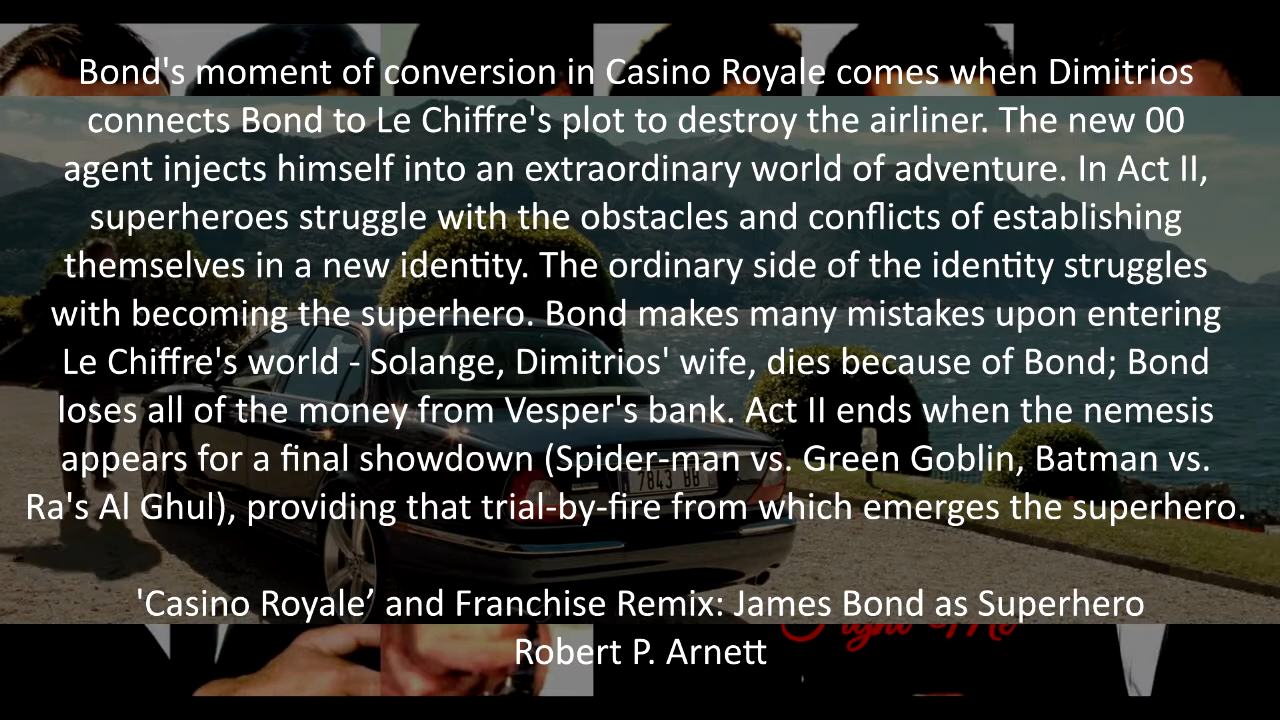 Bond's moment of conversion in Casino Royale comes when Dimitrios
connects Bond to Le Chiffre's plot to destroy the airliner. The new 00
agent injects himself into an extraordinary world of adventure. In Act II,
superheroes struggle with the obstacles and conflicts of establishing
themselves in a new identity. The ordinary side of the identity struggles
with becoming the superhero. Bond makes many mistakes upon entering
Le Chiffre's world - Solange, Dimitrios' wife, dies because of Bond; Bond
loses all of the money from Vesper's bank. Act II ends when the nemesis
appears for a final showdown (Spider-man vs. Green Goblin, Batman vs.
7843 BB
Ra's Al Ghul), providing that trial-by-fire from which emerges the superhero.
'Casino Royale’ and Franchise Remix: James Bond as Superhero
Me
Robert P. Arnett